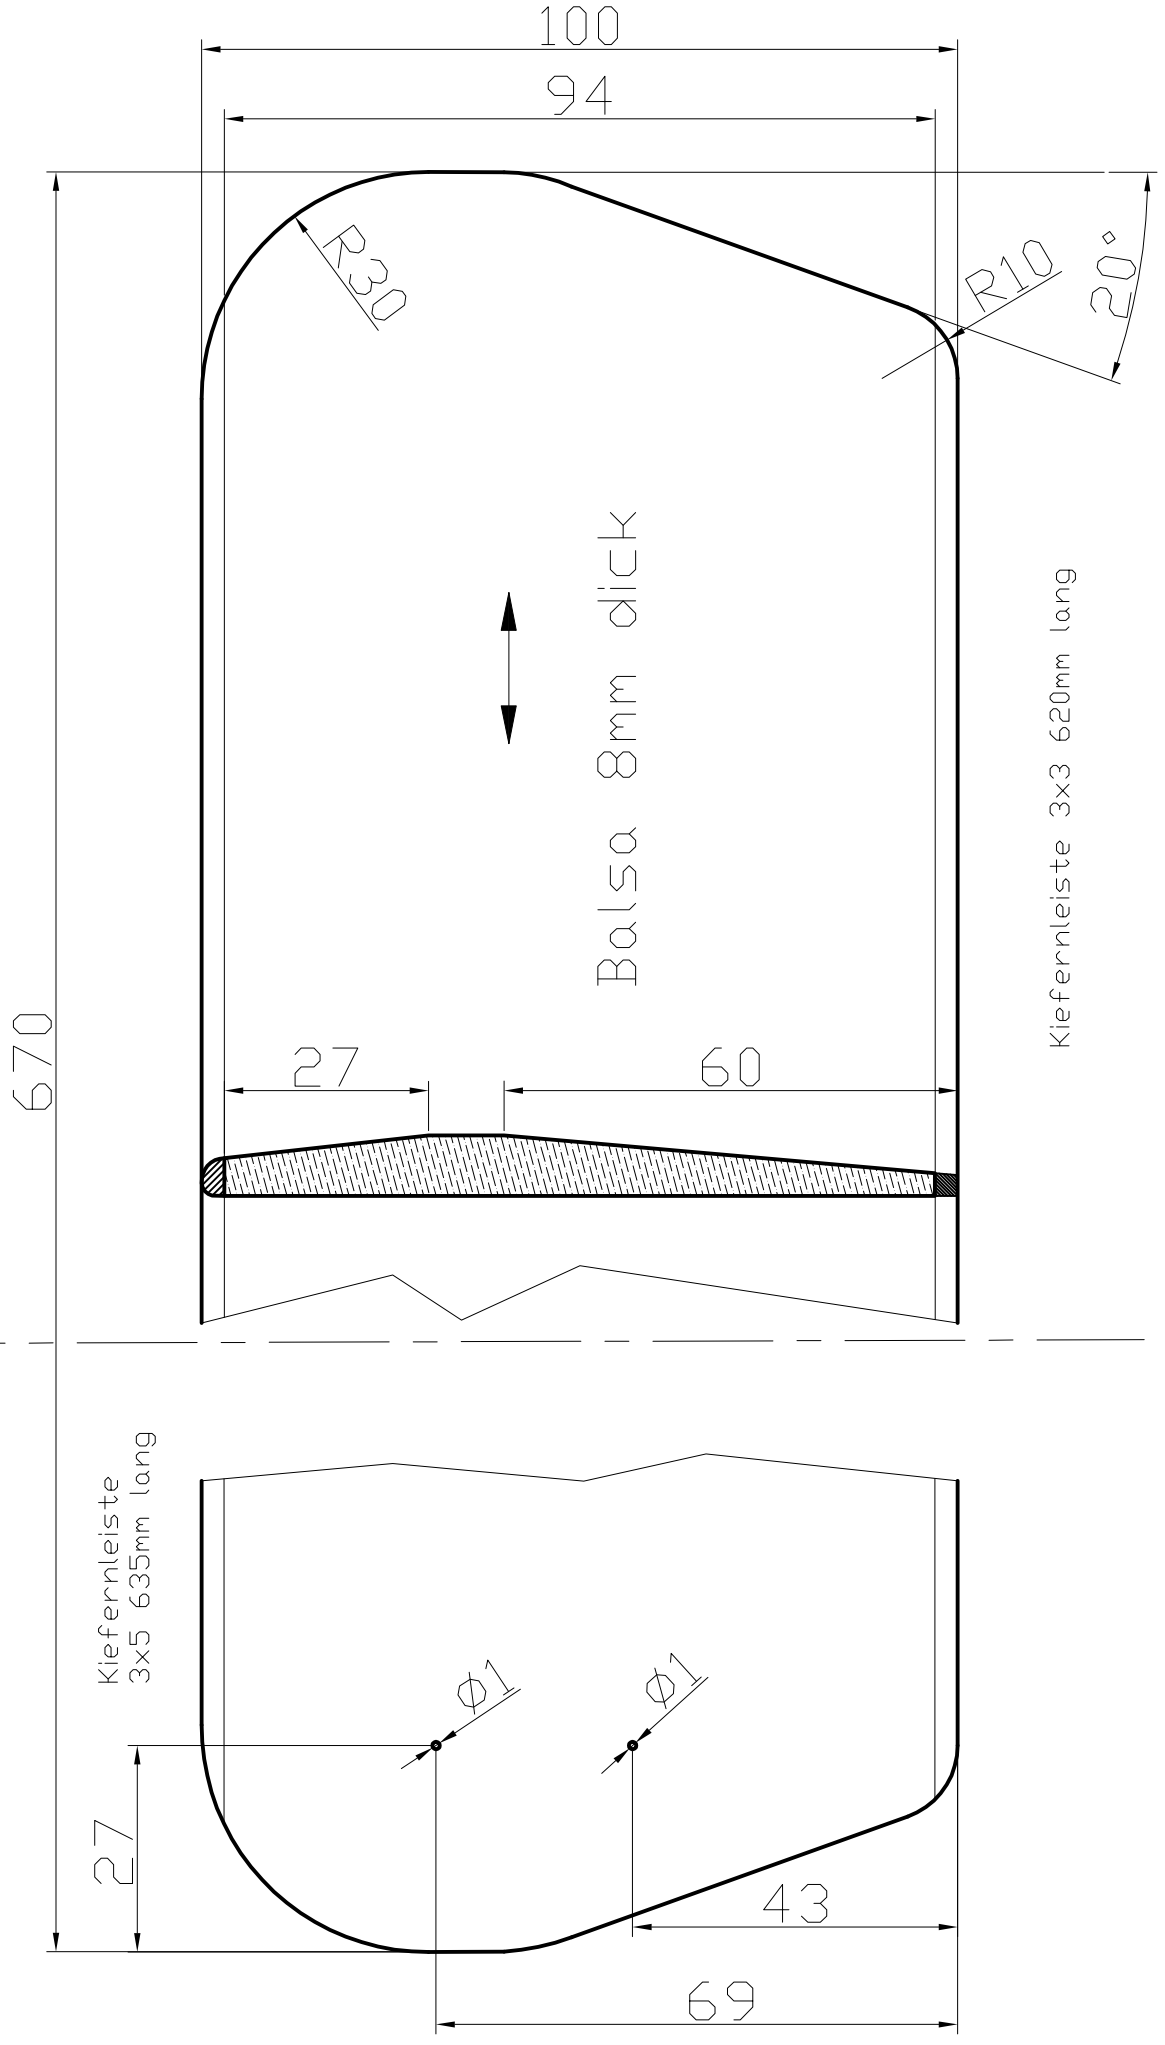 100
94
R30
R10
20°
Balsa 8mm dick
Kiefernleiste 3x3 620mm lang
670
27
60
Kiefernleiste
3x5 635mm lang
ø1
ø1
27
43
69